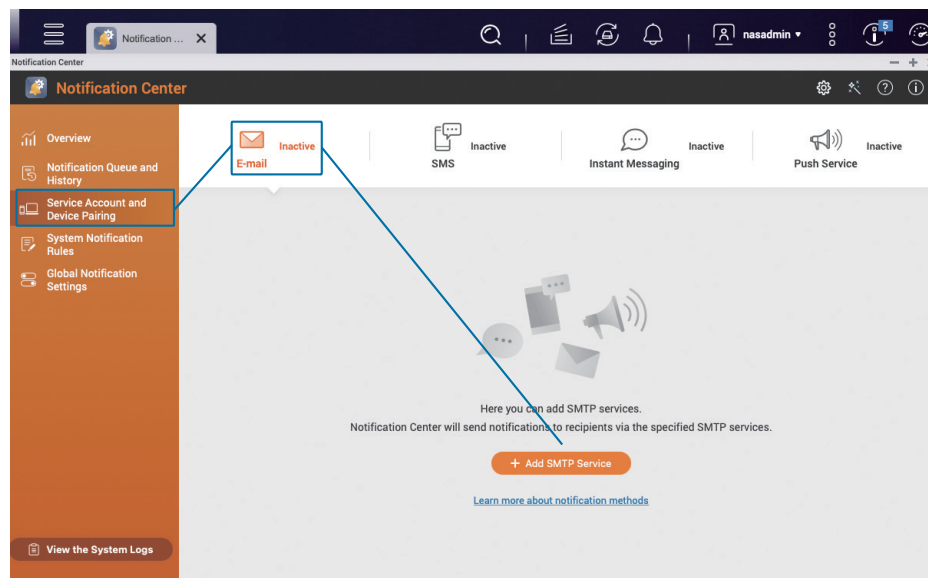 Notification ...
nasadmin
5
Notification Center
Notification Center
Overview
Notification Queue and
History
Service Account and
Device Pairing
System Notification
Rules
Global Notification
Settings
View the System Logs
Inactive
E-mail
Inactive
SMS
Inactive
Instant Messaging
Inactive
Push Service
Here you can add SMTP services.
Notification Center will send notifications to recipients via the specified SMTP services.
+ Add SMTP Service
Learn more about notification methods